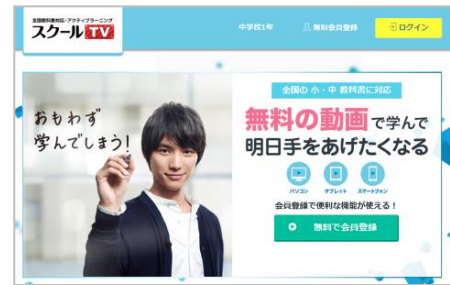 全国教科書対応・アクティブラーニング
スクールTV
中学校1年
無料会員登録
ログイン
おもわず
学んでしまう!
全国の 小・中 教科書に対応
無料の動画で学んで
明日手をあげたくなる
パソコン
タブレット
スマートフォン
会員登録で便利な機能が使える!
無料で会員登録